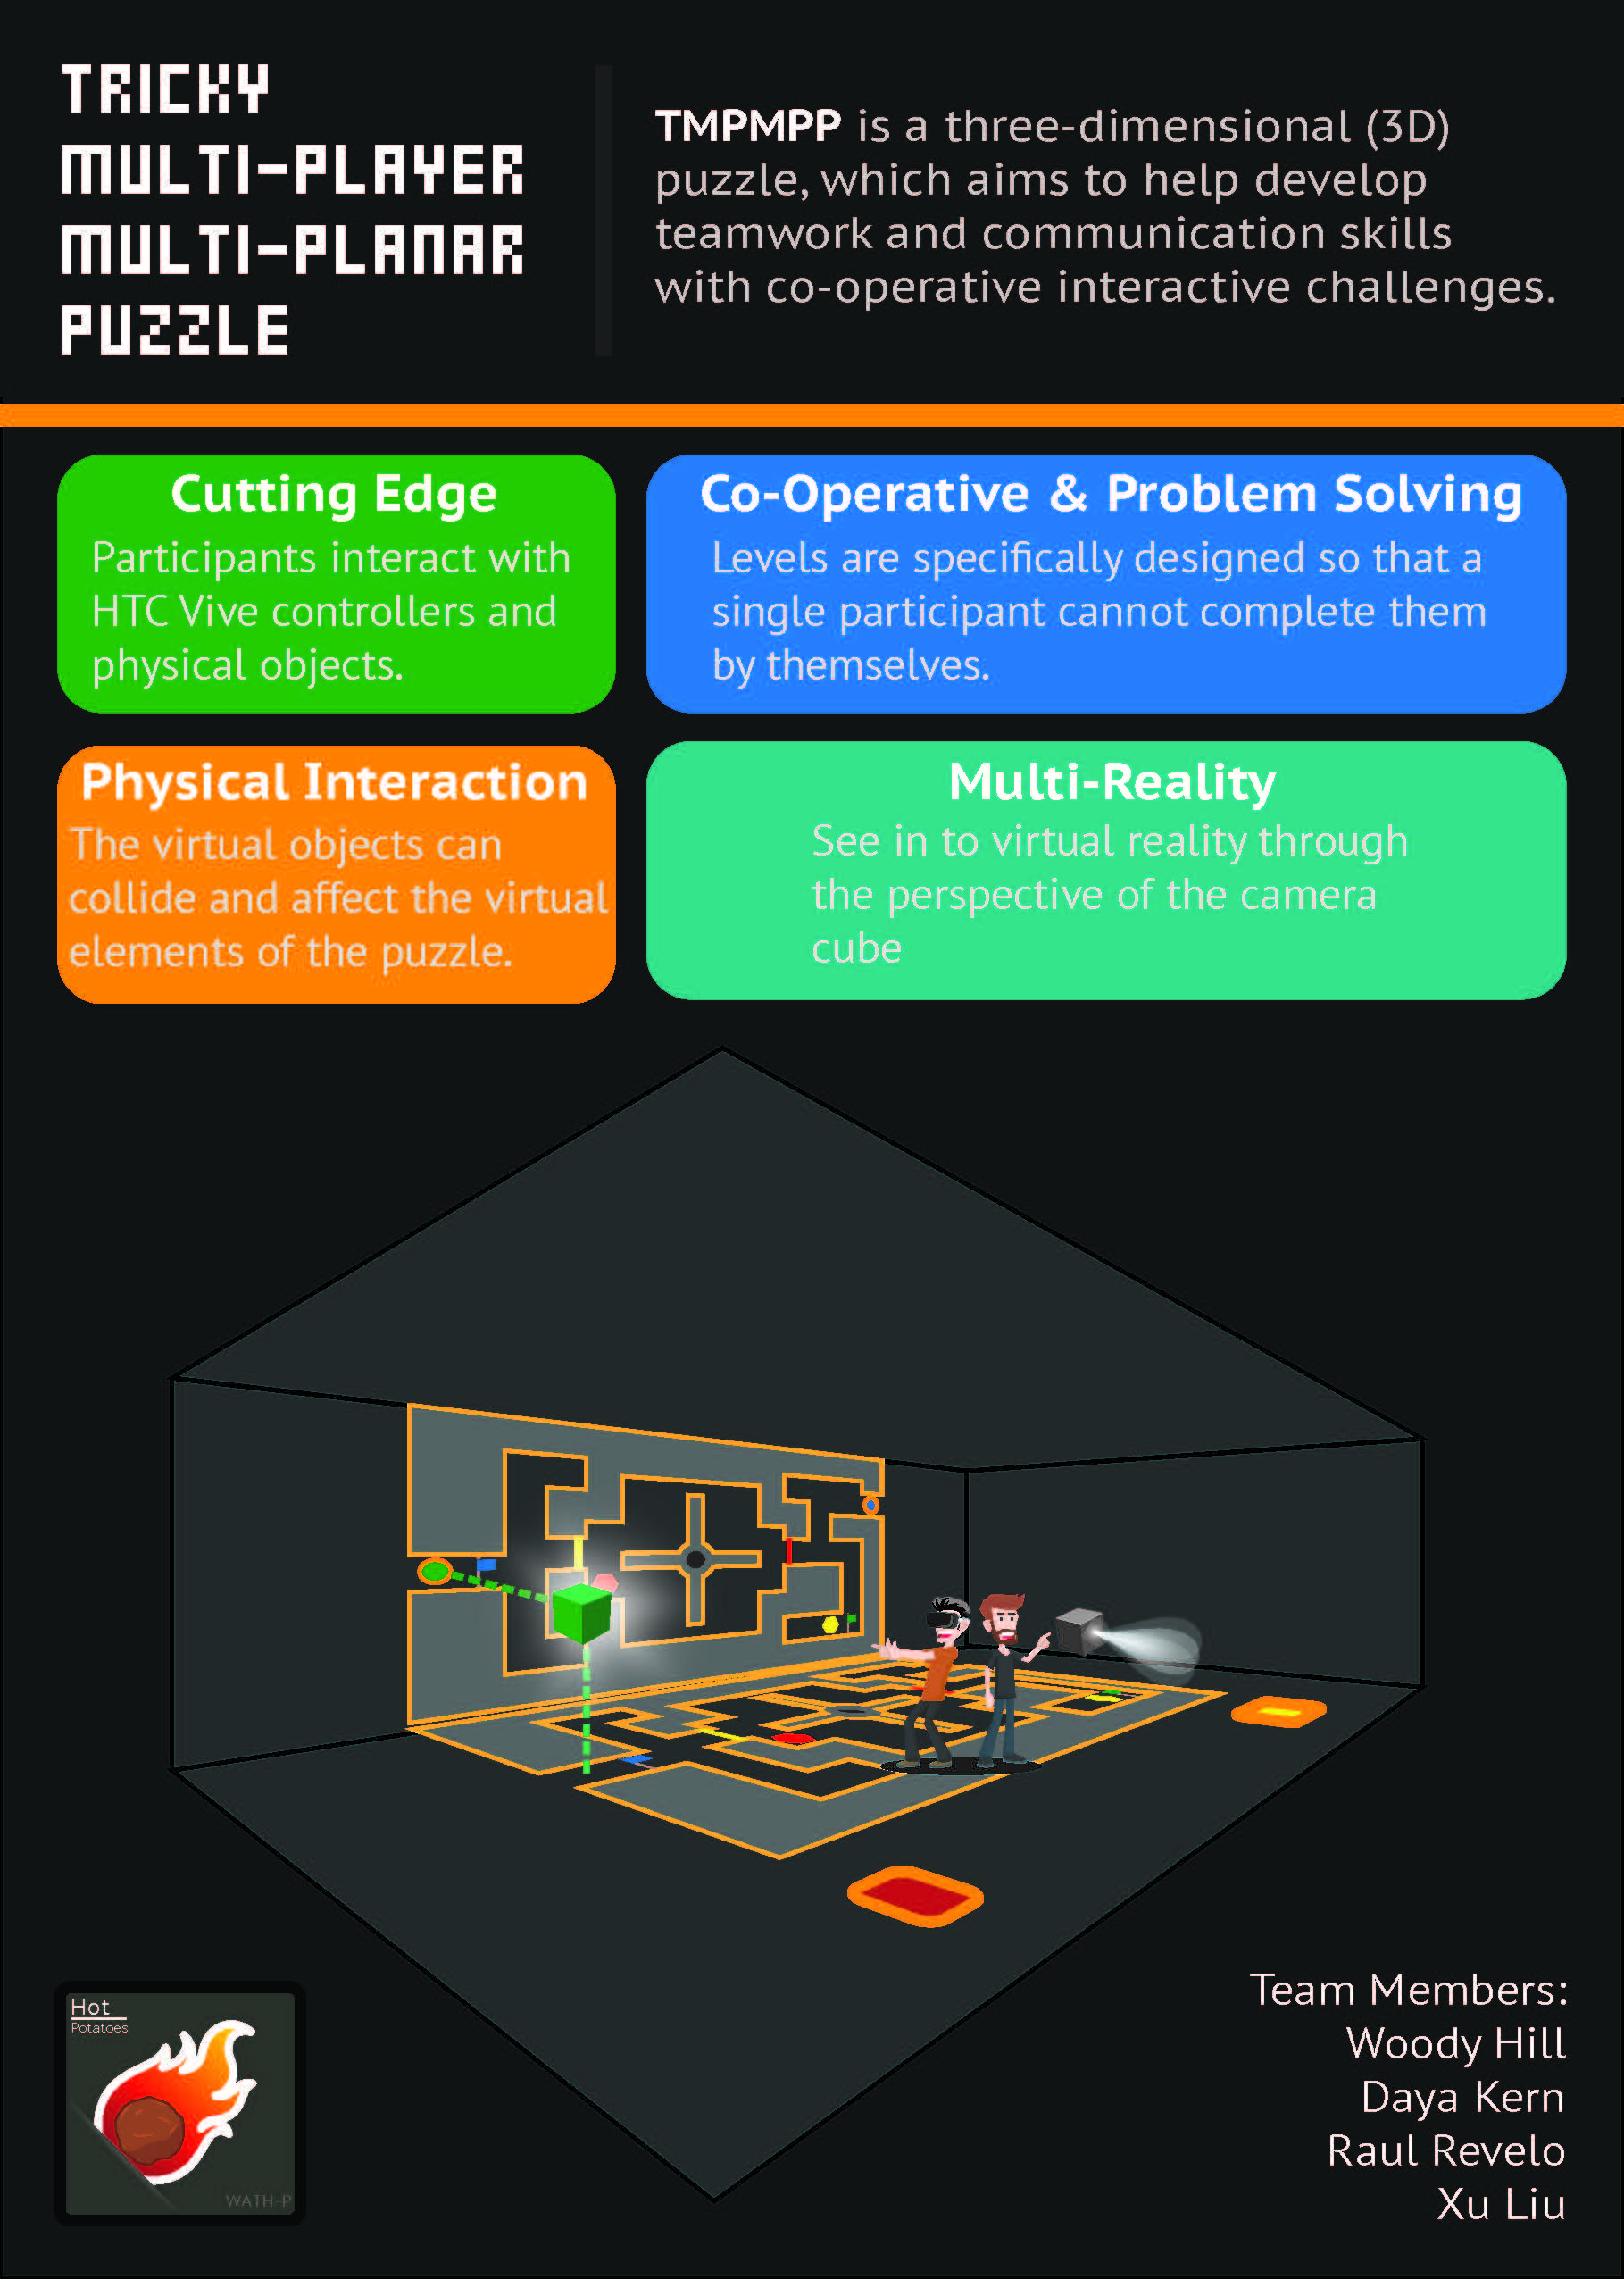 TRICKY
MULTI-PLAYER
MULTI-PLANAR
PUZZLE
TMPMPP is a three-dimensional (3D)
puzzle, which aims to help develop
teamwork and communication skills
with co-operative interactive challenges.
Cutting Edge
Participants interact with
HTC Vive controllers and
physical objects.
Co-Operative & Problem Solving
Levels are specifically designed so that a
single participant cannot complete them
by themselves.
Physical Interaction
The virtual objects can
collide and affect the virtual
elements of the puzzle.
Multi-Reality
See in to virtual reality through
the perspective of the camera
cube
Hot
Potatoes
WATH-P
Team Members:
Woody Hill
Daya Kern
Raul Revelo
Xu Liu